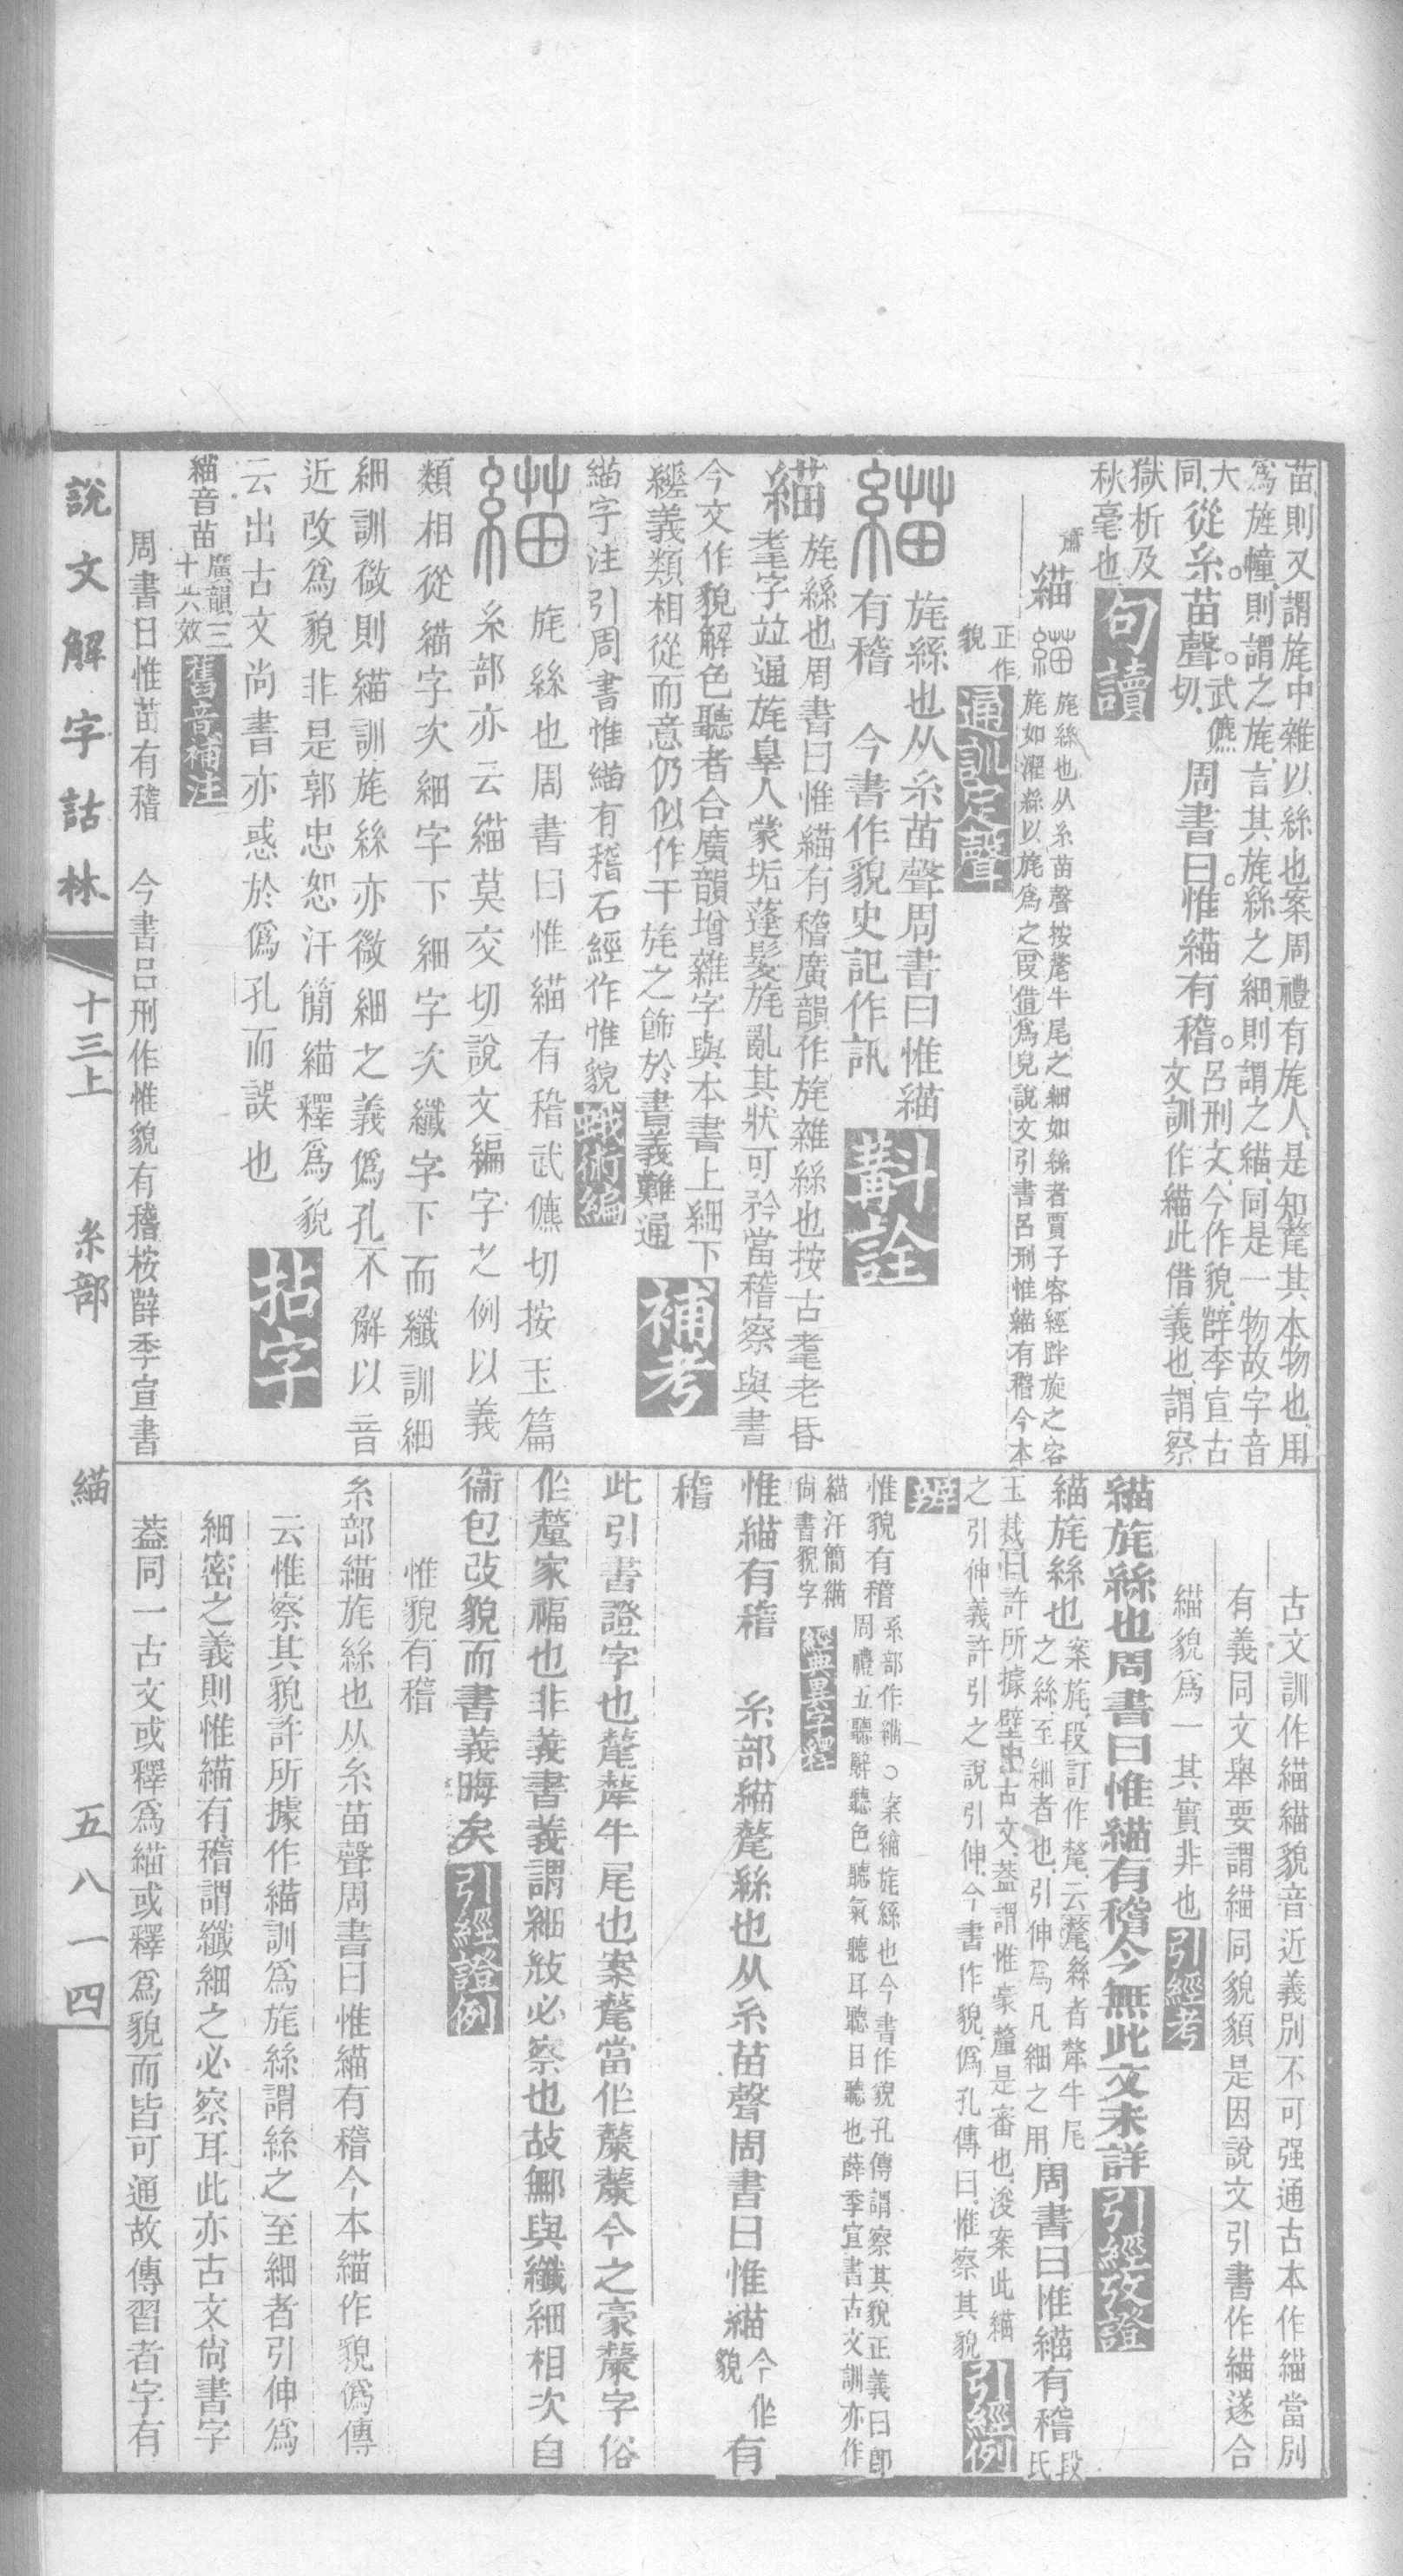 苗則又謂旄中雜以絲也案周禮有旄人是知氂其本物也用
爲旌幢則謂之旄言其旄絲之細則謂之緢同是一物故字音
大同從糸苗聲武儦切周書曰惟緢有稽呂刑文今作貌薛季宣古文訓作緢此借義也謂察
獄析及
秋毫也句讀
緢旄絲也从糸苗聲按氂牛尾之細如絲者賈子容經跘旋之容
旄如濯絲以旄爲之叚借爲皃說文引書呂刑惟緢有稽今本
正作貌通訓定聲
緢旄絲也从糸苗聲周書曰惟緢
有稽 今書作貌史記作訊斠詮
緢旄絲也周書曰惟緢有稽廣韻作旄雜絲也按古耄老昏
耄字竝通旄辠人蒙垢蓬髮旄亂其狀可矜當稽察與書
今文作貌解色聽者合廣韻增雜字與本書上細下
纚義類相從而意仍似作干旄之飾於書義難通補考
緢字注引周書惟緢有稽石經作惟貌蛾術編
緢旄絲也周書曰惟緢有稽武儦切按玉篇
糸部亦云緢莫交切說文編字之例以義
類相從緢字次細字下細字次纖字下而纖訓細
細訓微則緢訓旄絲亦微細之義僞孔不解以音
近改爲貌非是郭忠恕汗簡緢釋爲貌
云出古文尚書亦惑於僞孔而誤也拈字
緢音苗廣韻三十六效舊音補注
周書曰惟苗有稽 今書呂刑作惟貌有稽桉薛季宣書
古文訓作緢緢貌音近義別不可强通古本作緢當別
有義同文舉要謂緢同貌䫉是因說文引書作緢遂合
緢貌爲一其實非也引經考
緢旄絲也周書曰惟緢有稽今無此文未詳引經攷證
緢旄絲也案旄段訂作氂云氂絲者犛牛尾之絲至細者也引伸爲凡細之用周書曰惟緢有稽段氏
玉裁曰許所據壁中古文蓋謂惟豪釐是審也浚案此緢
之引伸義許引之說引伸今書作貌僞孔傳曰惟察其貌引經例
辨
惟貌有稽糸部作緢○案緢旄絲也今書作貌孔傳謂察其貌正義曰卽
周禮五聽辭聽色聽氣聽耳聽目聽也薛季宣書古文訓亦作
緢汗簡緢
尚書貌字經典異字釋
惟緢有稽 糸部緢氂絲也从糸苗聲周書曰惟緢今作貌有
稽
此引書證字也氂犛牛尾也案氂當作𣯛𣯛今之豪𣯛字俗
作釐家福也非義書義謂細㪔必察也故𨞠與纖細相次自
衞包改貌而書義晦矣引經證例
惟貌有稽
糸部緢旄絲也从糸苗聲周書曰惟緢有稽今本緢作貌僞傳
云惟察其貌許所據作緢訓爲旄絲謂絲之至細者引伸爲
細密之義則惟緢有稽謂纖細之必察耳此亦古文尚書字
蓋同一古文或釋爲緢或釋爲貌而皆可通故傳習者字有
說文解字詁林 十三上 糸部 緢 五八一四